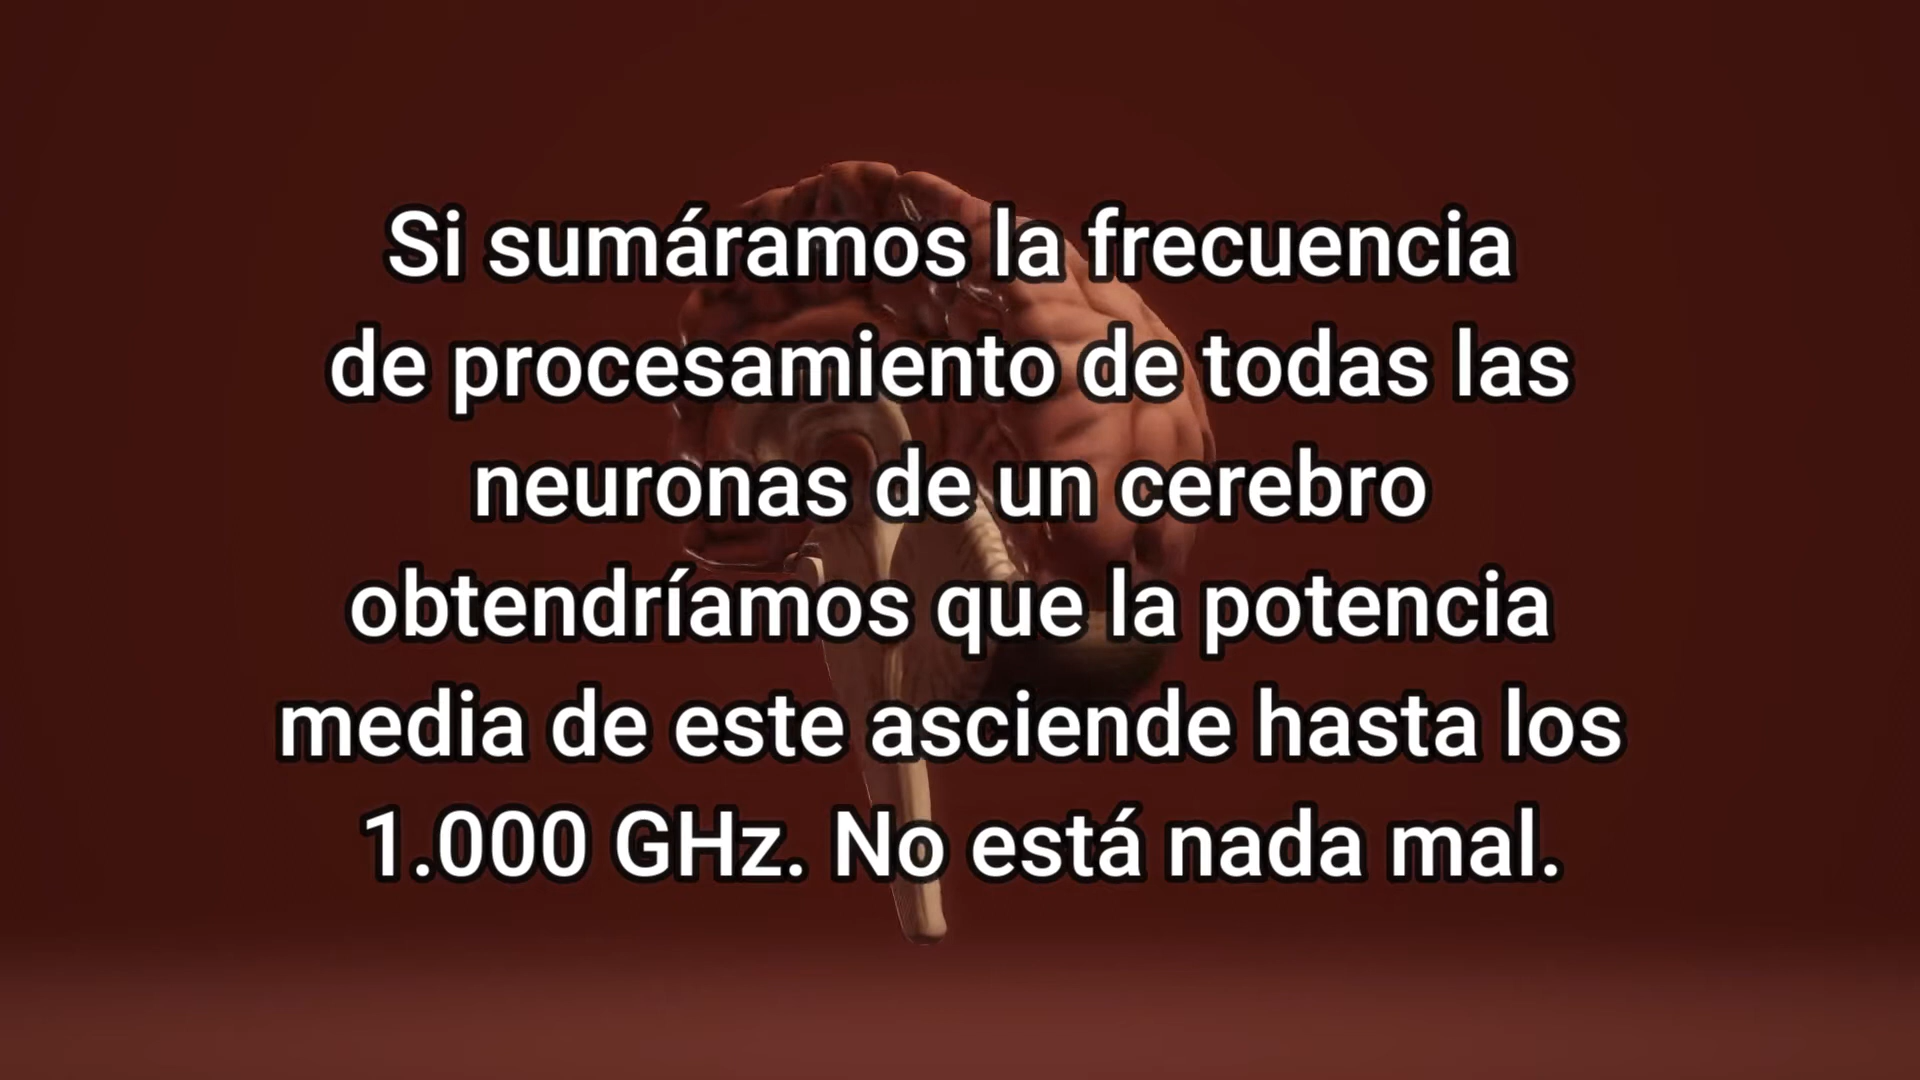 Si sumáramos la frecuencia
de procesamiento de todas las
neuronas de un cerebro
obtendríamos que la potencia
media de este asciende hasta los
1.000 GHz. No está nada mal.